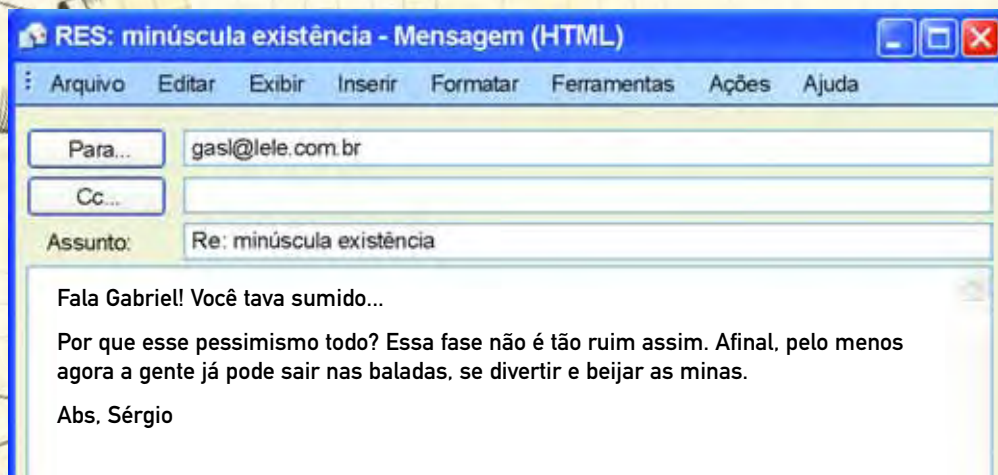 RES: minúscula existência - Mensagem (HTML)
Arquivo Editar Exibir Inserir Formatar Ferramentas Ações Ajuda
Para... gasl@lele.com.br
Cc...
Assunto: Re: minúscula existência
Fala Gabriel! Você tava sumido...
Por que esse pessimismo todo? Essa fase não é tão ruim assim. Afinal, pelo menos
agora a gente já pode sair nas baladas, se divertir e beijar as minas.
Abs, Sérgio